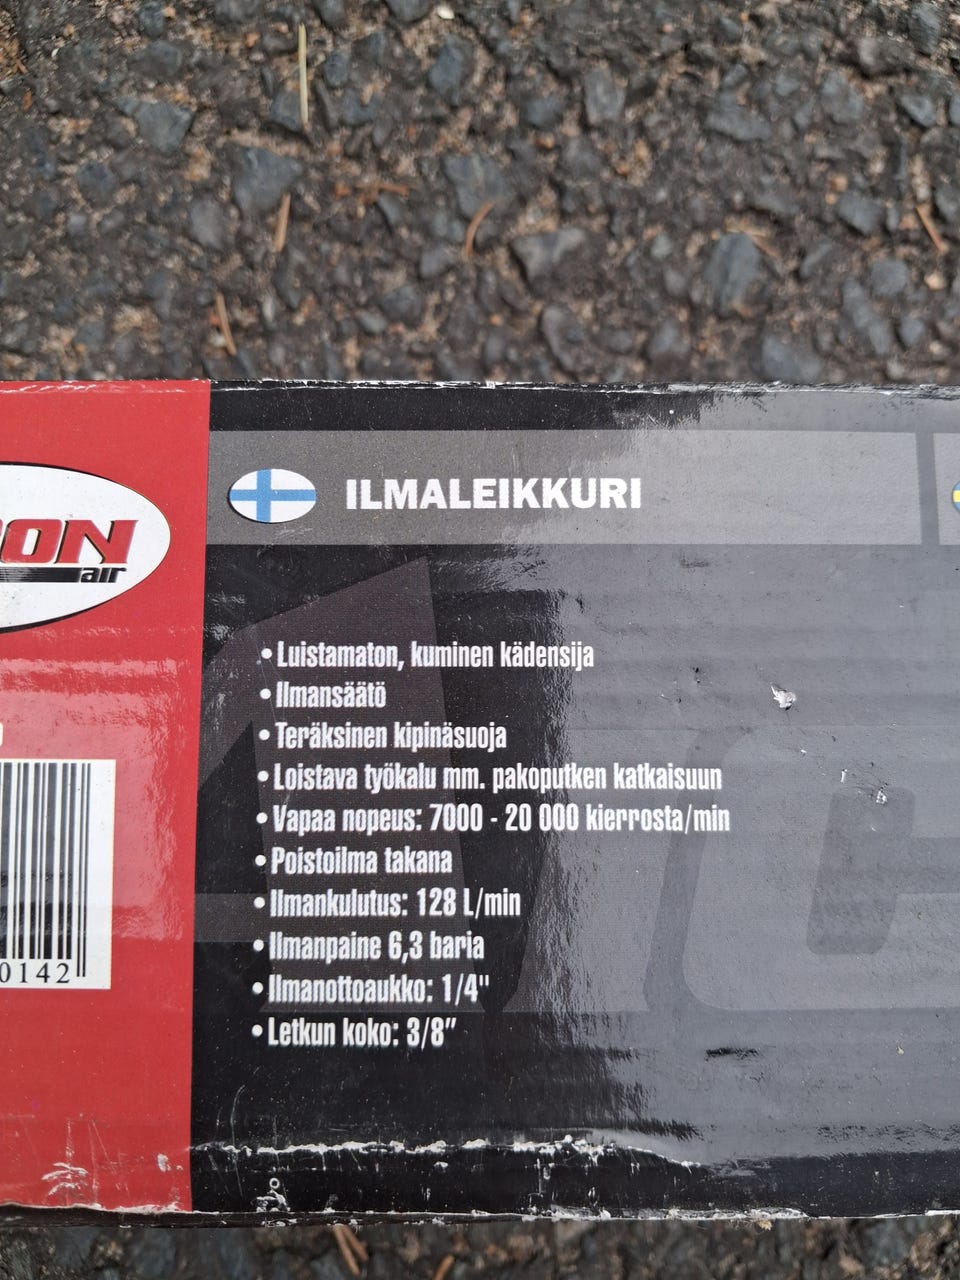 ILMALEIKKURI
air
• Luistamaton, kuminen kädensija
• Ilmansäätö
• Teräksinen kipinäsuoja
• Loistava työkalu mm. pakoputken katkaisuun
• Vapaa nopeus: 7000 - 20 000 kierrosta/min
• Poistoilma takana
• Ilmankulutus: 128 L/min
• Ilmanpaine 6,3 baria
• Ilmanottoaukko: 1/4"
• Letkun koko: 3/8"
0142